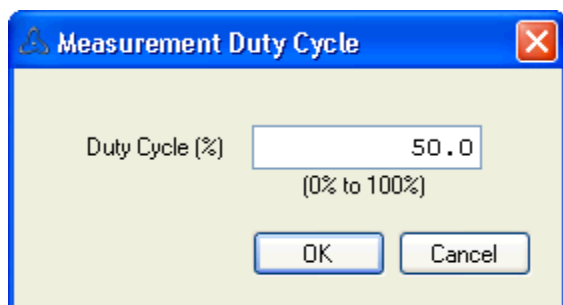 Measurement Duty Cycle
Duty Cycle (%) 50.0
(0% to 100%)
OK Cancel